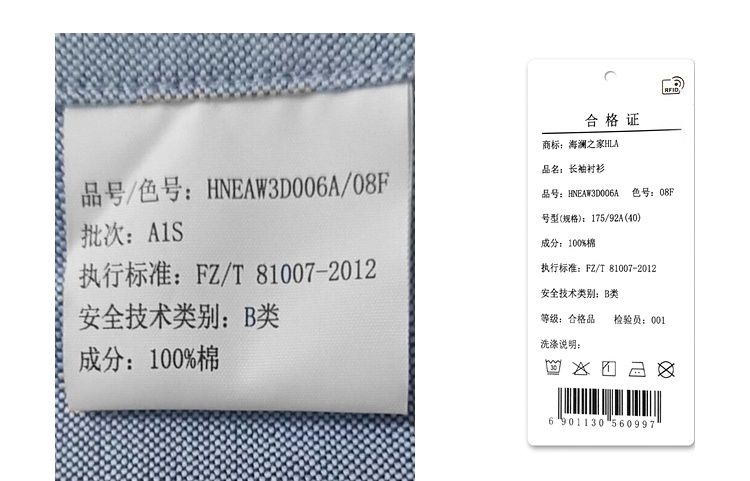 品号/色号：HNEAW3D006A/08F
批次：A1S
执行标准：FZ/T 81007-2012
安全技术类别：B类
成分：100%棉
RFID
合格证
商标：海澜之家HLA
品名：长袖衬衫
品号：HNEAW3D006A 色号：08F
号型(规格)：175/92A(40)
成分：100%棉
执行标准：FZ/T 81007-2012
安全技术类别：B类
等级：合格品 检验员：001
洗涤说明：
30
6 901130 560997